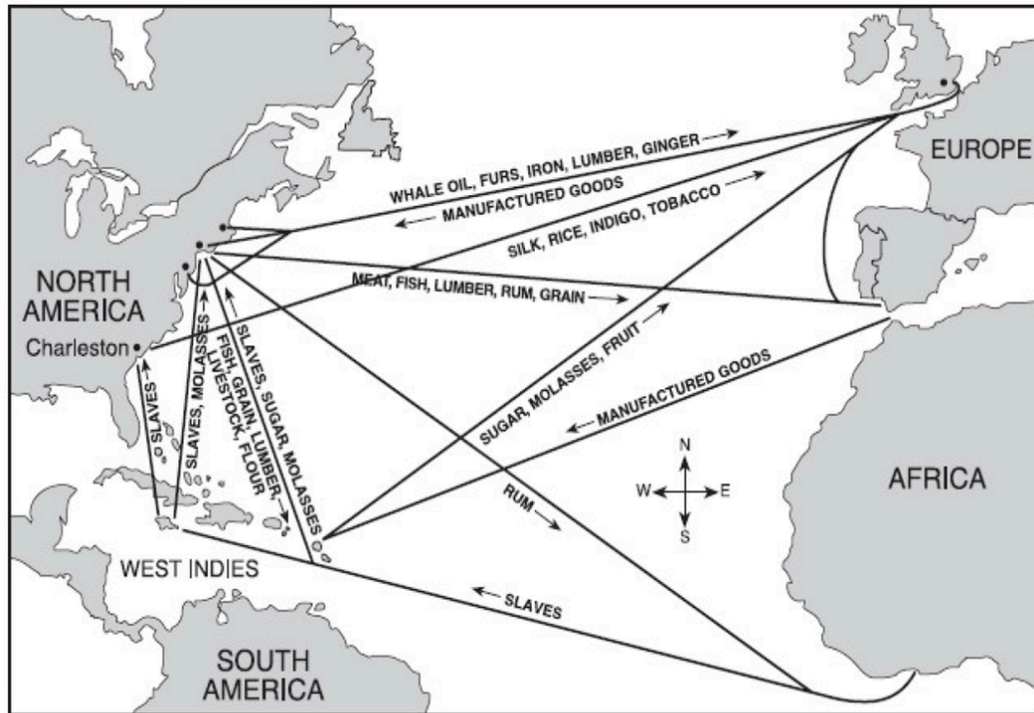 EUROPE
WHALE OIL, FURS, IRON, LUMBER, GINGER
MANUFACTURED GOODS
SILK, RICE, INDIGO, TOBACCO
NORTH
AMERICA
MEAT, FISH, LUMBER, RUM, GRAIN
Charleston
SLAVES
SLAVES, MOLASSES
SLAVES, SUGAR, MOLASSES
FISH, GRAIN, LUMBER,
LIVESTOCK, FLOUR
SUGAR, MOLASSES, FRUIT
MANUFACTURED GOODS
N
W E
S
AFRICA
RUM
WEST INDIES
SLAVES
SOUTH
AMERICA